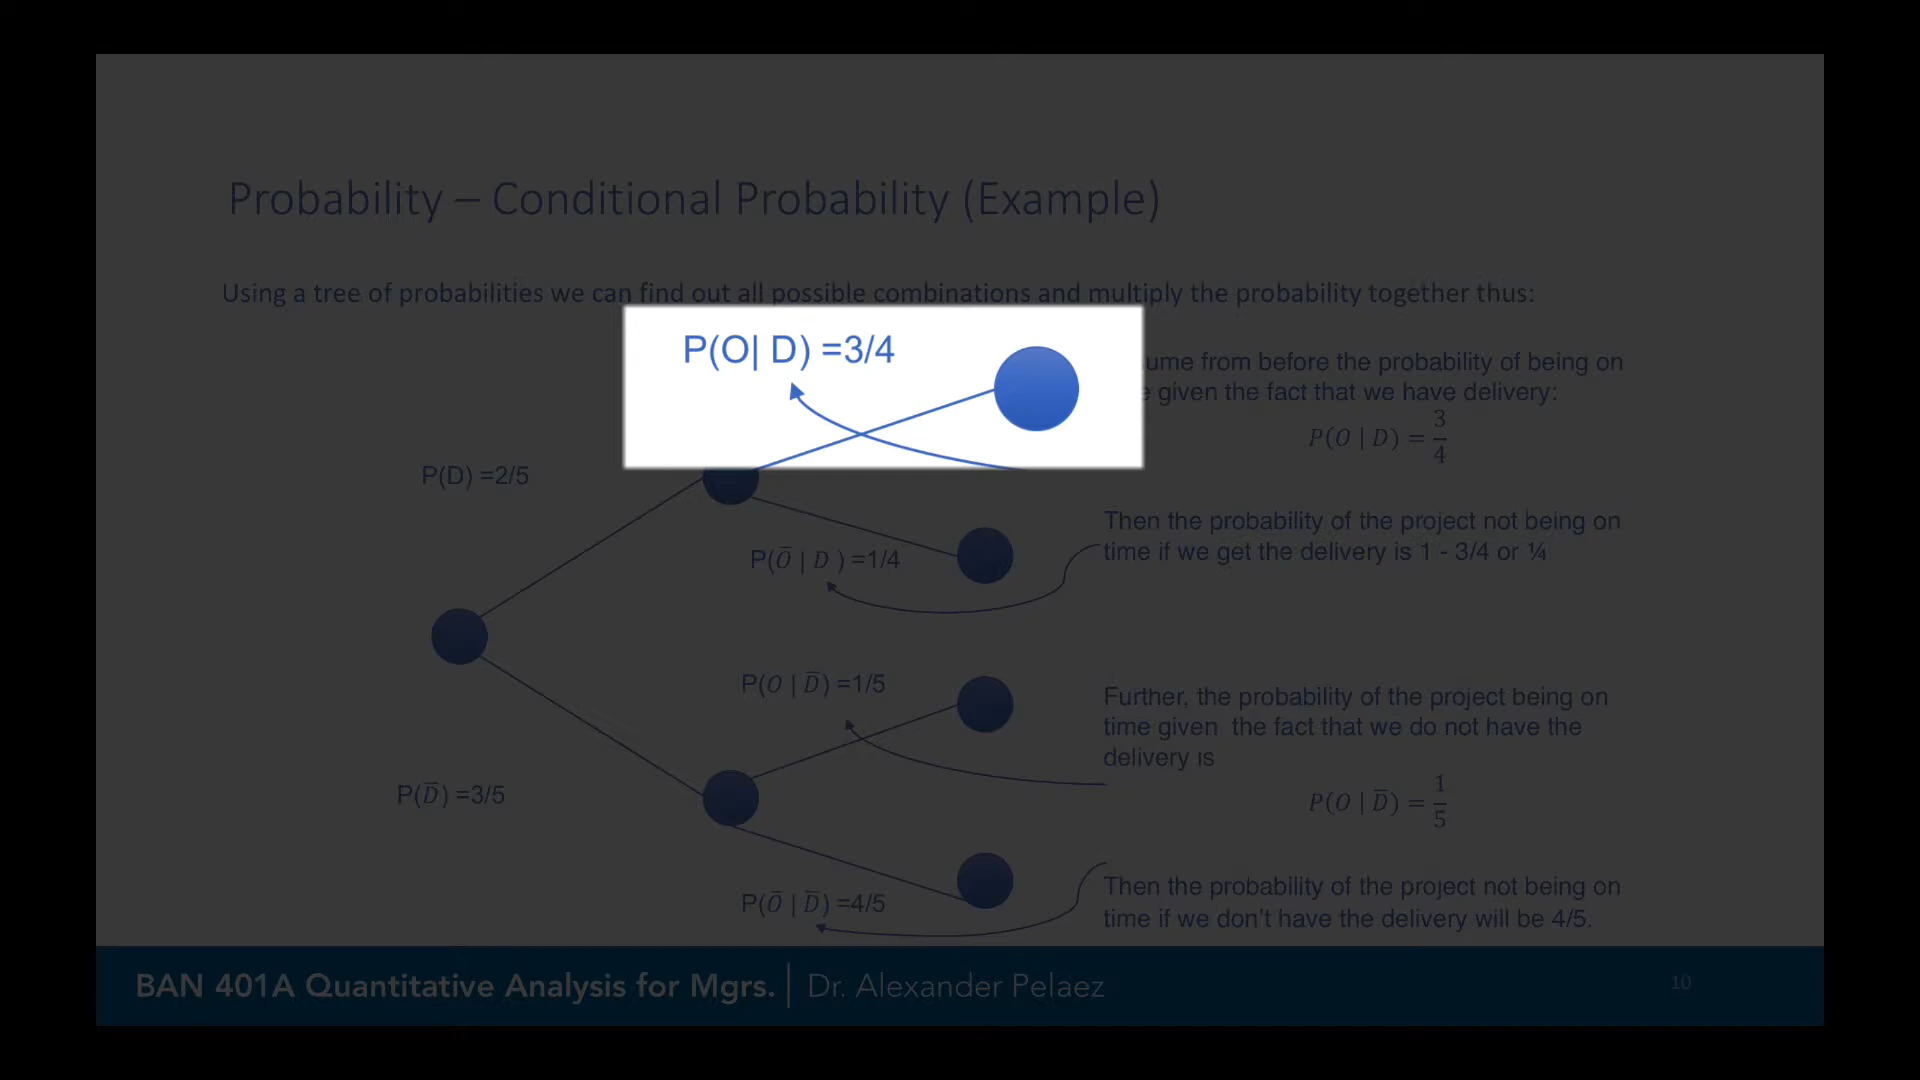 Probability – Conditional Probability (Example)
Using a tree of probabilities we can find out all possible combinations and multiply the probability together thus:
P(O| D) =3/4
ume from before the probability of being on
e given the fact that we have delivery:
P(O | D) = 3/4
P(D) =2/5
Then the probability of the project not being on
time if we get the delivery is 1 - 3/4 or ¼
P(O̅ | D ) =1/4
P(O | D̅) =1/5
Further, the probability of the project being on
time given the fact that we do not have the
delivery is
P(O | D̅) = 1/5
P(D̅) =3/5
Then the probability of the project not being on
time if we don't have the delivery will be 4/5.
P(O̅ | D̅) =4/5
BAN 401A Quantitative Analysis for Mgrs. | Dr. Alexander Pelaez
10